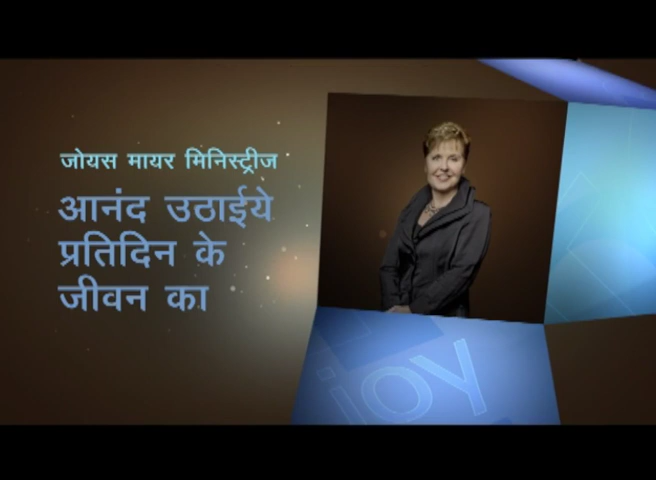 जोयस मायर मिनिस्ट्रीज
आनंद उठाईये
प्रतिदिन के
जीवन का
joy